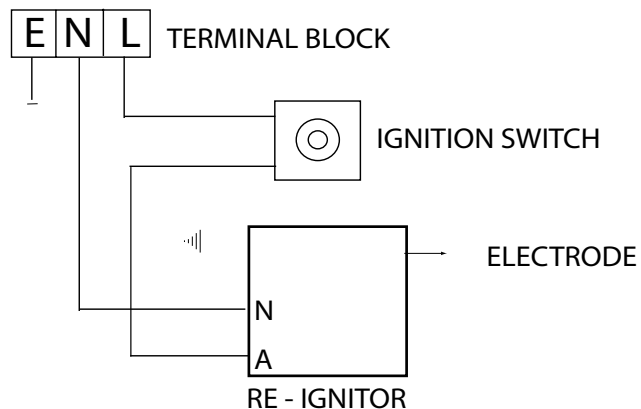 E N L TERMINAL BLOCK
IGNITION SWITCH
ELECTRODE
N
A
RE - IGNITOR